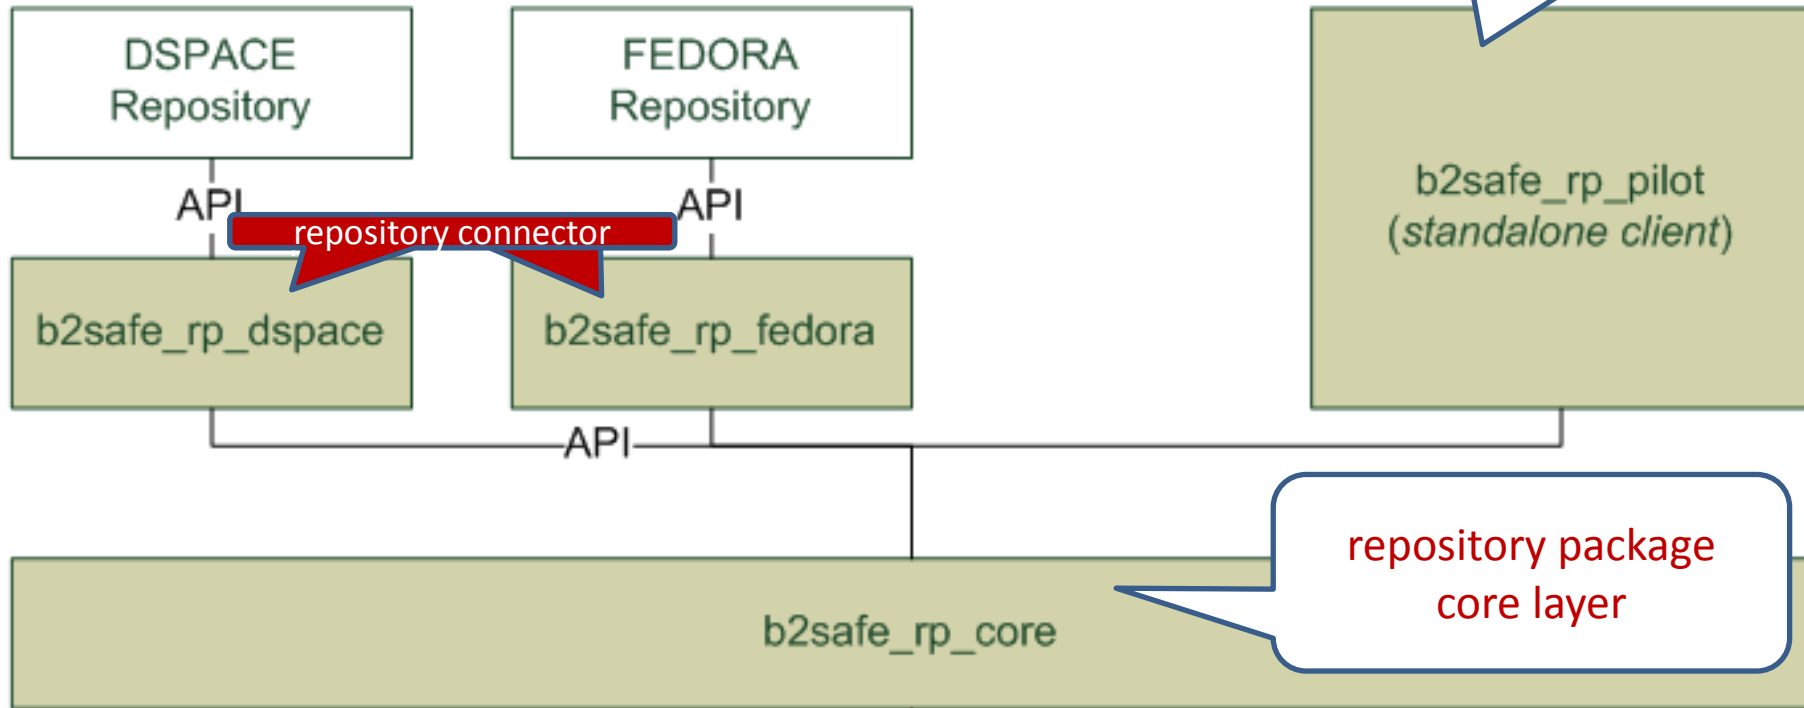 DSPACE
Repository
FEDORA
Repository
b2safe_rp_pilot
(standalone client)
API
API
repository connector
b2safe_rp_dspace
b2safe_rp_fedora
API
repository package
core layer
b2safe_rp_core